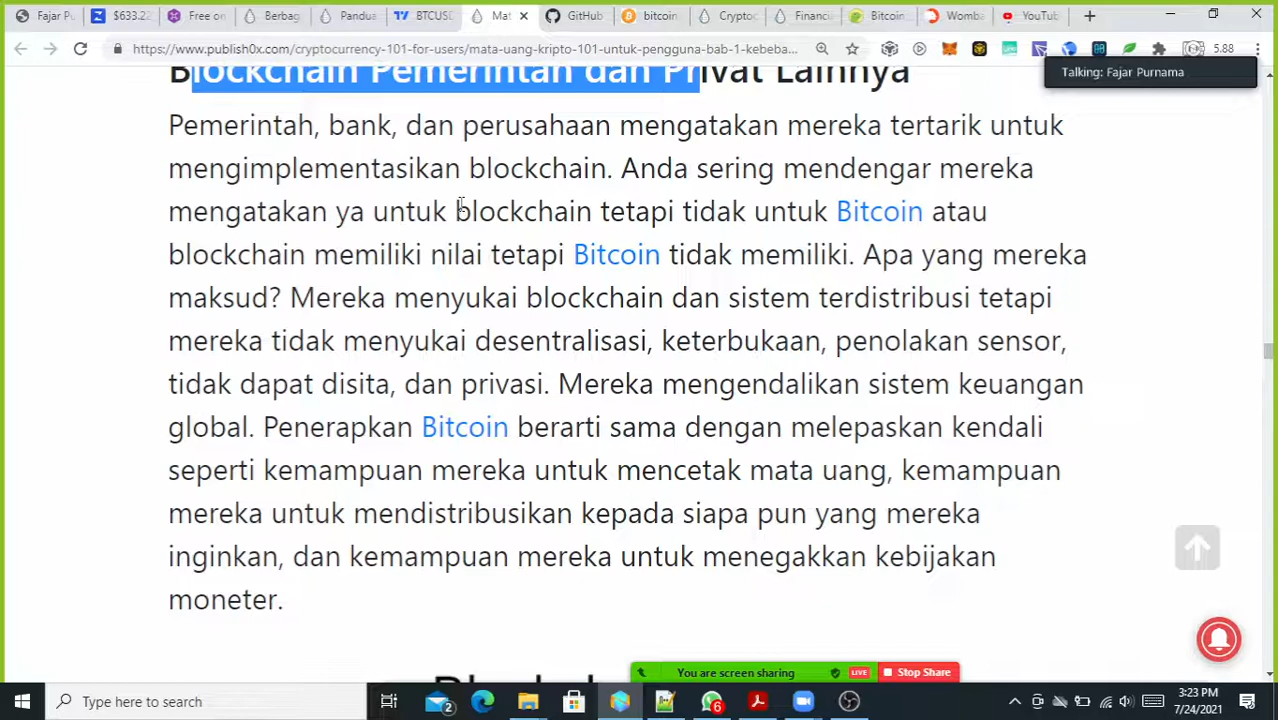 Fajar P
$633.2
Free on
Berbag
Pandua
BTCUSD
Mat
GitHub
bitcoin
Crypto
Financi
Bitcoin
Womba
YouTub
https://www.publish0x.com/cryptocurrency-101-for-users/mata-uang-kripto-101-untuk-pengguna-bab-1-kebeba...
5.88
Talking: Fajar Purnama
Blockchain Pemerintah dan Privat Lainnya
Pemerintah, bank, dan perusahaan mengatakan mereka tertarik untuk
mengimplementasikan blockchain. Anda sering mendengar mereka
mengatakan ya untuk blockchain tetapi tidak untuk Bitcoin atau
blockchain memiliki nilai tetapi Bitcoin tidak memiliki. Apa yang mereka
maksud? Mereka menyukai blockchain dan sistem terdistribusi tetapi
mereka tidak menyukai desentralisasi, keterbukaan, penolakan sensor,
tidak dapat disita, dan privasi. Mereka mengendalikan sistem keuangan
global. Penerapkan Bitcoin berarti sama dengan melepaskan kendali
seperti kemampuan mereka untuk mencetak mata uang, kemampuan
mereka untuk mendistribusikan kepada siapa pun yang mereka
inginkan, dan kemampuan mereka untuk menegakkan kebijakan
moneter.
You are screen sharing
LIVE
Stop Share
Type here to search
2
6
3:23 PM
7/24/2021